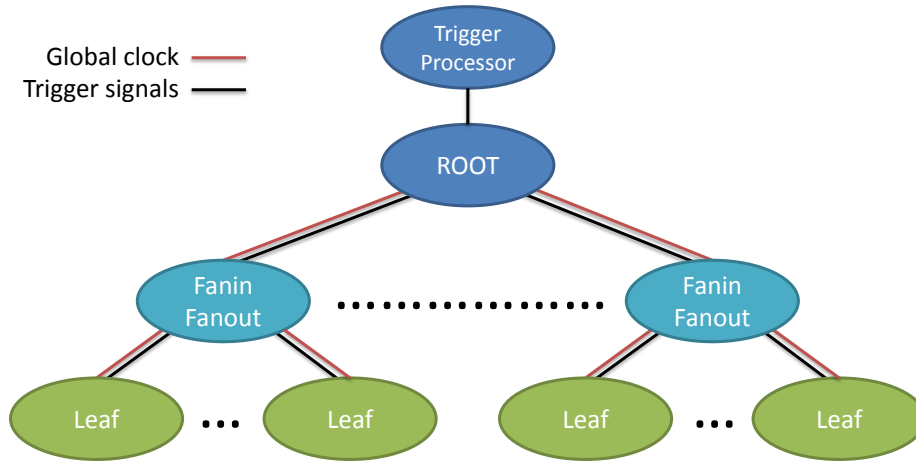 Trigger
Processor
Global clock
Trigger signals
ROOT
Fanin
Fanout
Fanin
Fanout
Leaf
Leaf
Leaf
Leaf